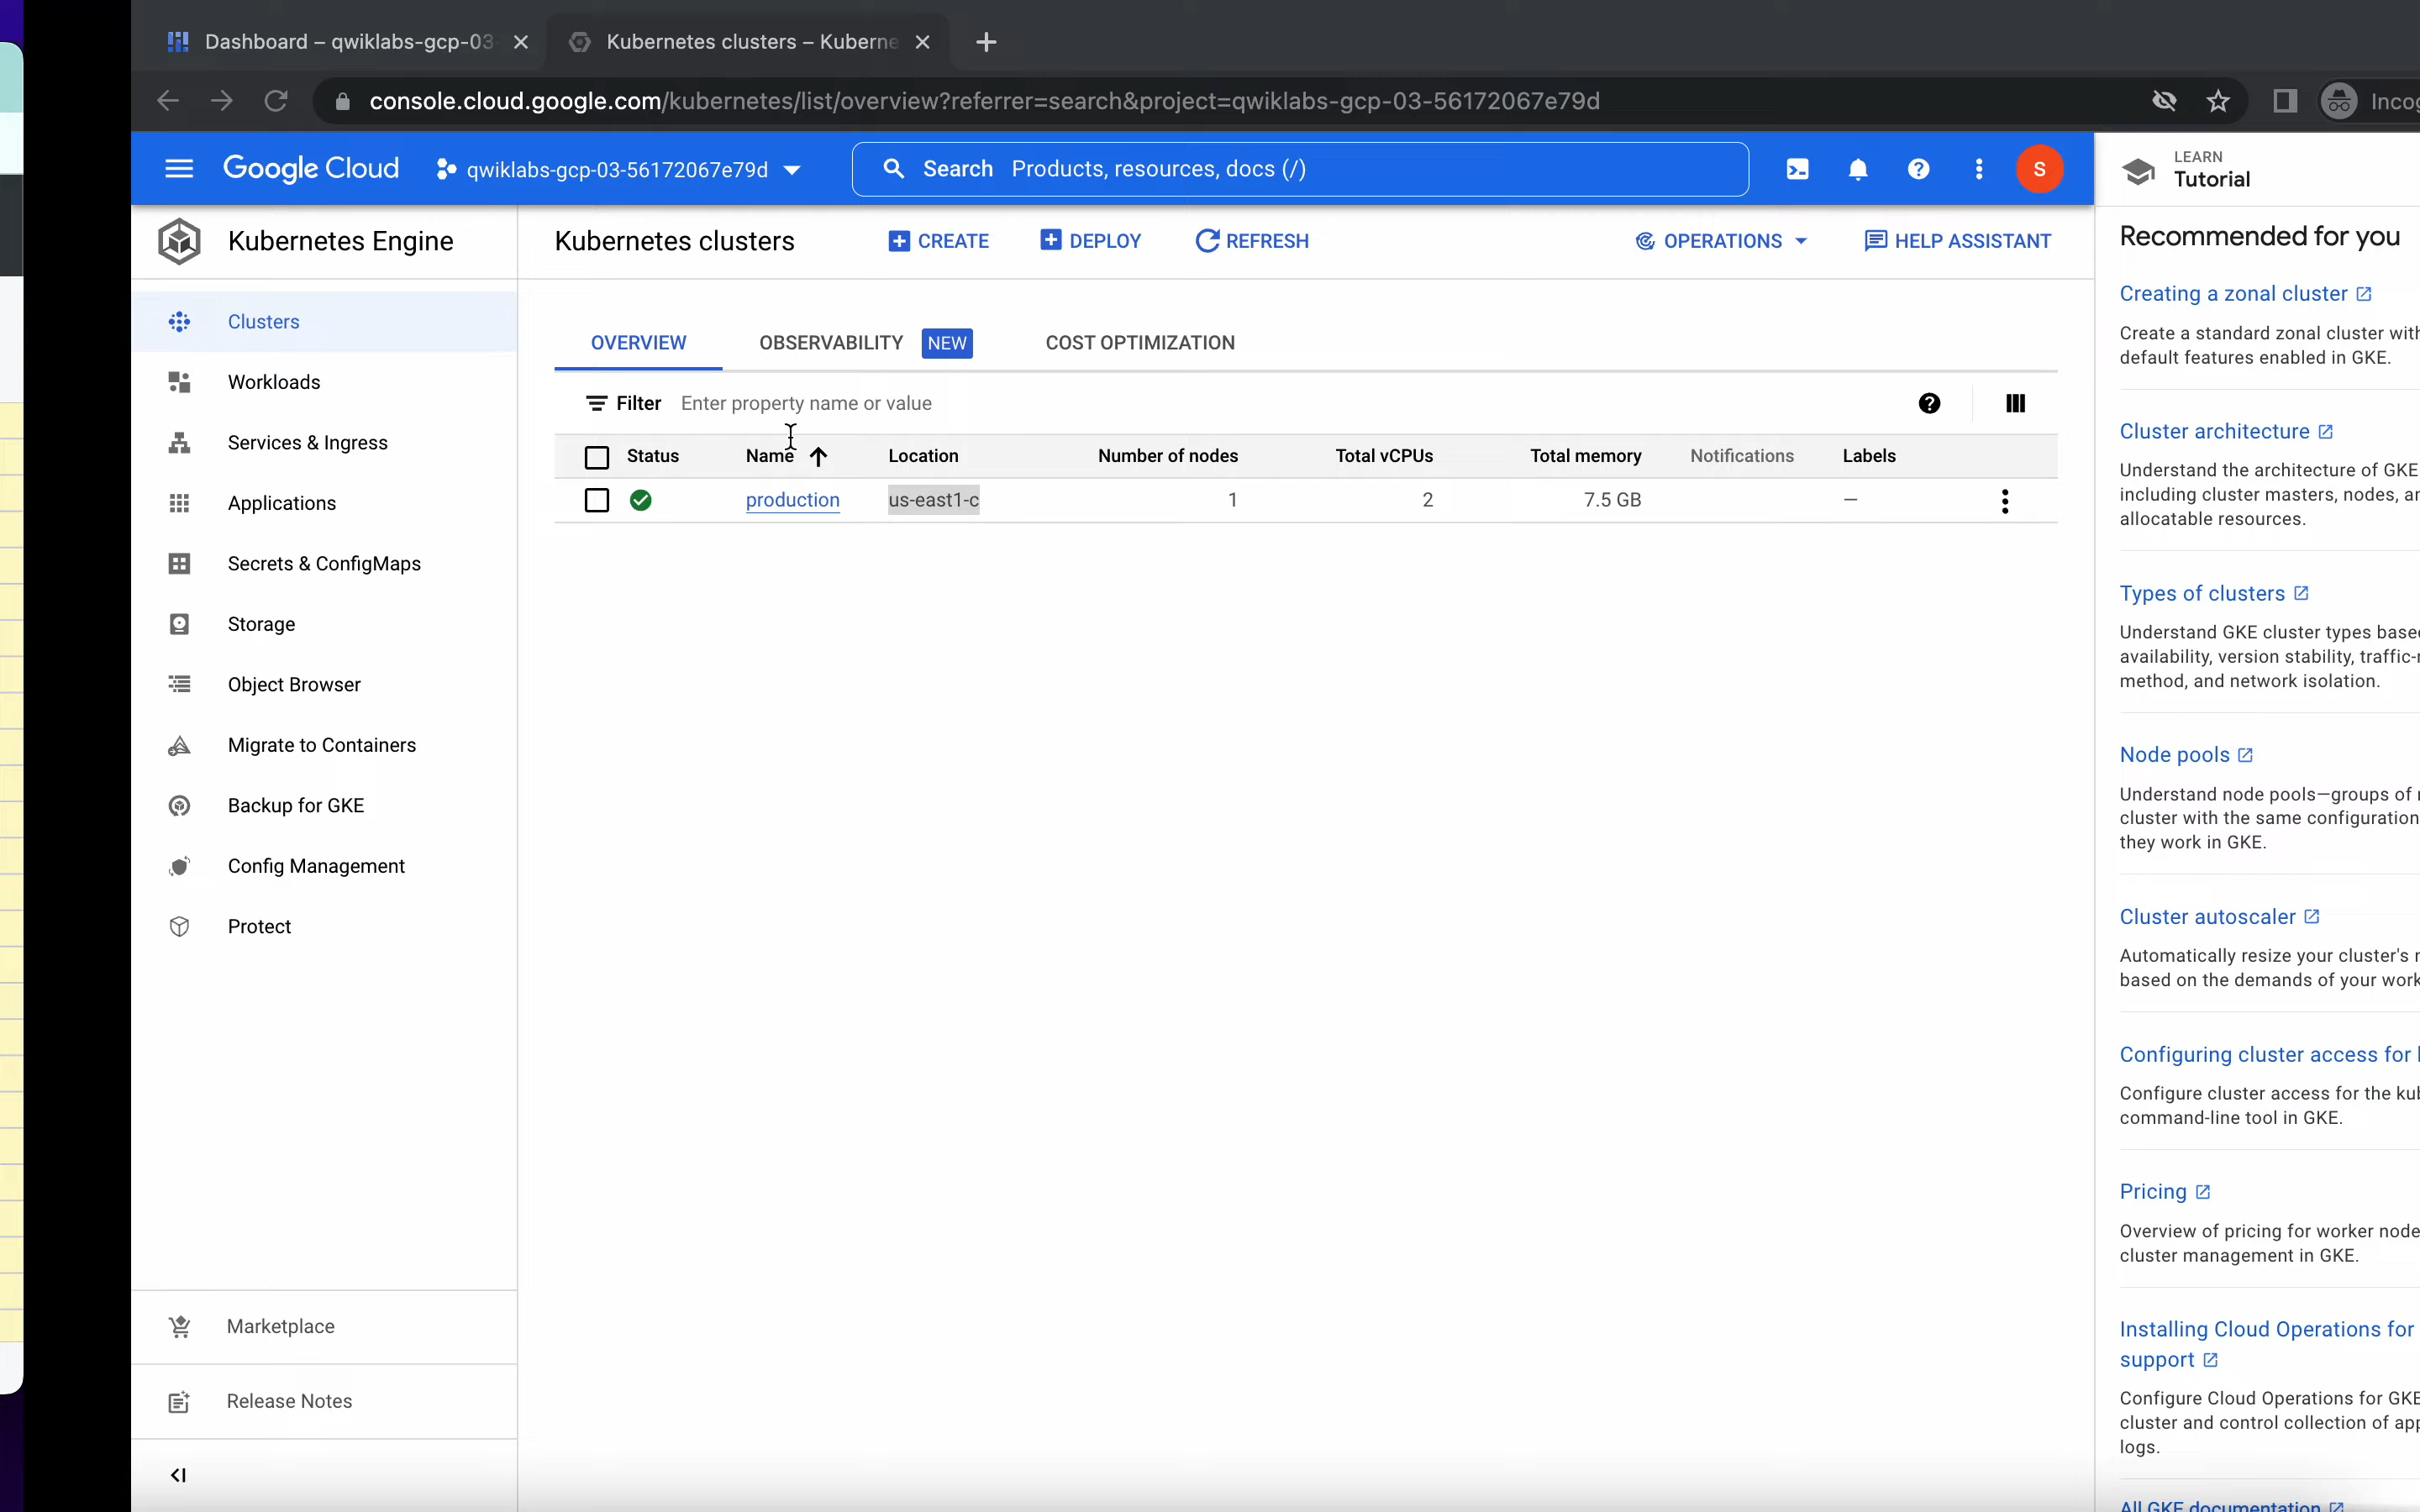 Dashboard – qwiklabs-gcp-03-
Kubernetes clusters – Kuberne
console.cloud.google.com/kubernetes/list/overview?referrer=search&project=qwiklabs-gcp-03-56172067e79d
Incog
Google Cloud
qwiklabs-gcp-03-56172067e79d
Search Products, resources, docs (/)
S
LEARN
Tutorial
Kubernetes Engine
Clusters
Workloads
Services & Ingress
Applications
Secrets & ConfigMaps
Storage
Object Browser
Migrate to Containers
Backup for GKE
Config Management
Protect
Marketplace
Release Notes
Kubernetes clusters
CREATE
DEPLOY
REFRESH
OPERATIONS
HELP ASSISTANT
OVERVIEW
OBSERVABILITY NEW
COST OPTIMIZATION
Filter Enter property name or value
Status Name Location Number of nodes Total vCPUs Total memory Notifications Labels
production us-east1-c 1 2 7.5 GB –
Recommended for you
Creating a zonal cluster
Create a standard zonal cluster with
default features enabled in GKE.
Cluster architecture
Understand the architecture of GKE
including cluster masters, nodes, an
allocatable resources.
Types of clusters
Understand GKE cluster types base
availability, version stability, traffic-
method, and network isolation.
Node pools
Understand node pools—groups of
cluster with the same configuration
they work in GKE.
Cluster autoscaler
Automatically resize your cluster's
based on the demands of your work
Configuring cluster access for
Configure cluster access for the kub
command-line tool in GKE.
Pricing
Overview of pricing for worker node
cluster management in GKE.
Installing Cloud Operations for
support
Configure Cloud Operations for GKE
cluster and control collection of app
logs.
All GKE documentation